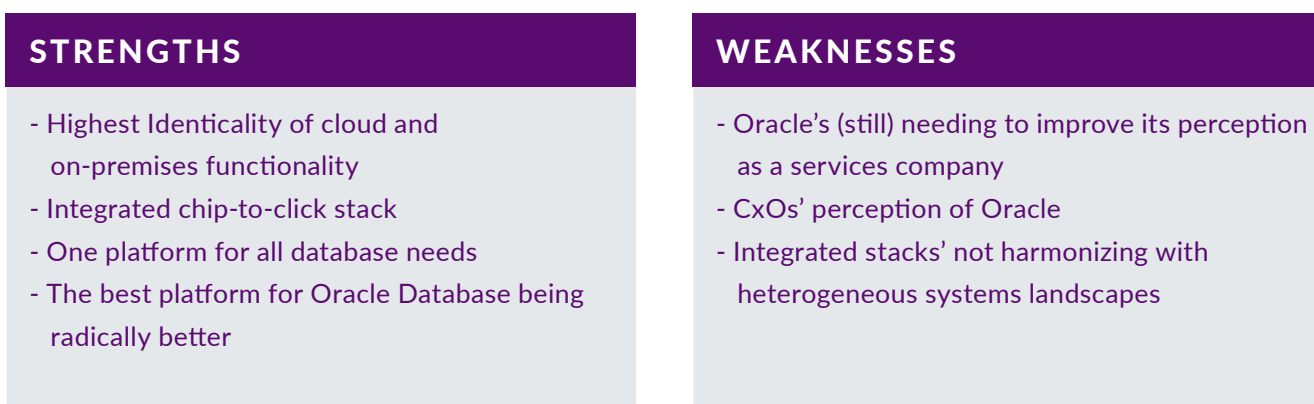 STRENGTHS
- Highest Identicality of cloud and
on-premises functionality
- Integrated chip-to-click stack
- One platform for all database needs
- The best platform for Oracle Database being
radically better
WEAKNESSES
- Oracle’s (still) needing to improve its perception
as a services company
- CxOs’ perception of Oracle
- Integrated stacks’ not harmonizing with
heterogeneous systems landscapes